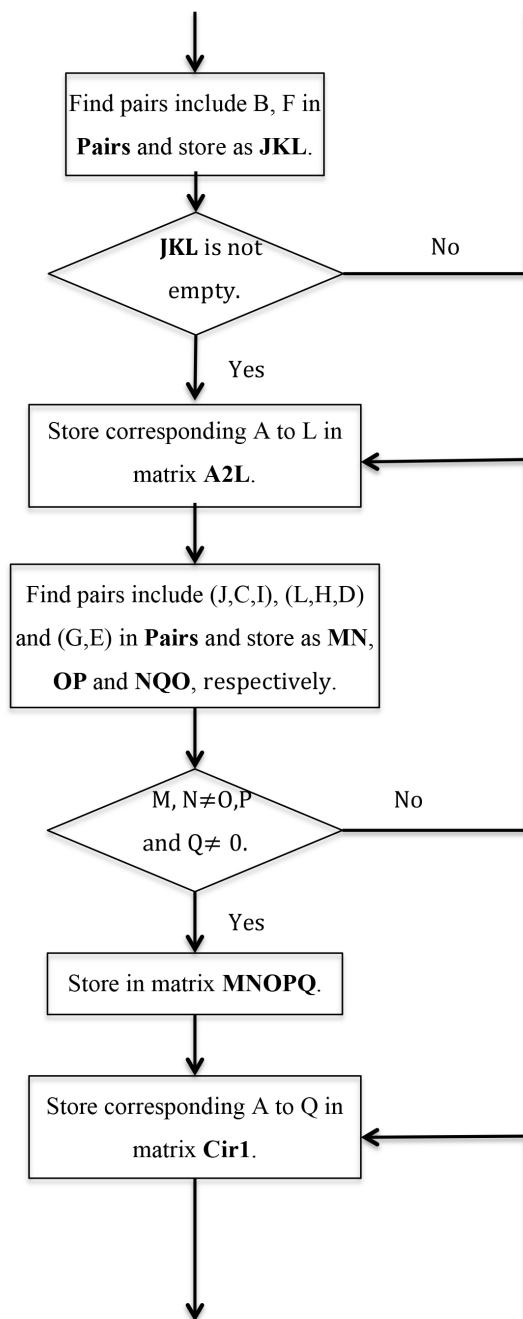 Find pairs include B, F in
Pairs and store as JKL.
JKL is not
empty.
No
Yes
Store corresponding A to L in
matrix A2L.
Find pairs include (J,C,I), (L,H,D)
and (G,E) in Pairs and store as MN,
OP and NQO, respectively.
M, N≠O,P
and Q≠ 0.
No
Yes
Store in matrix MNOPQ.
Store corresponding A to Q in
matrix Cir1.